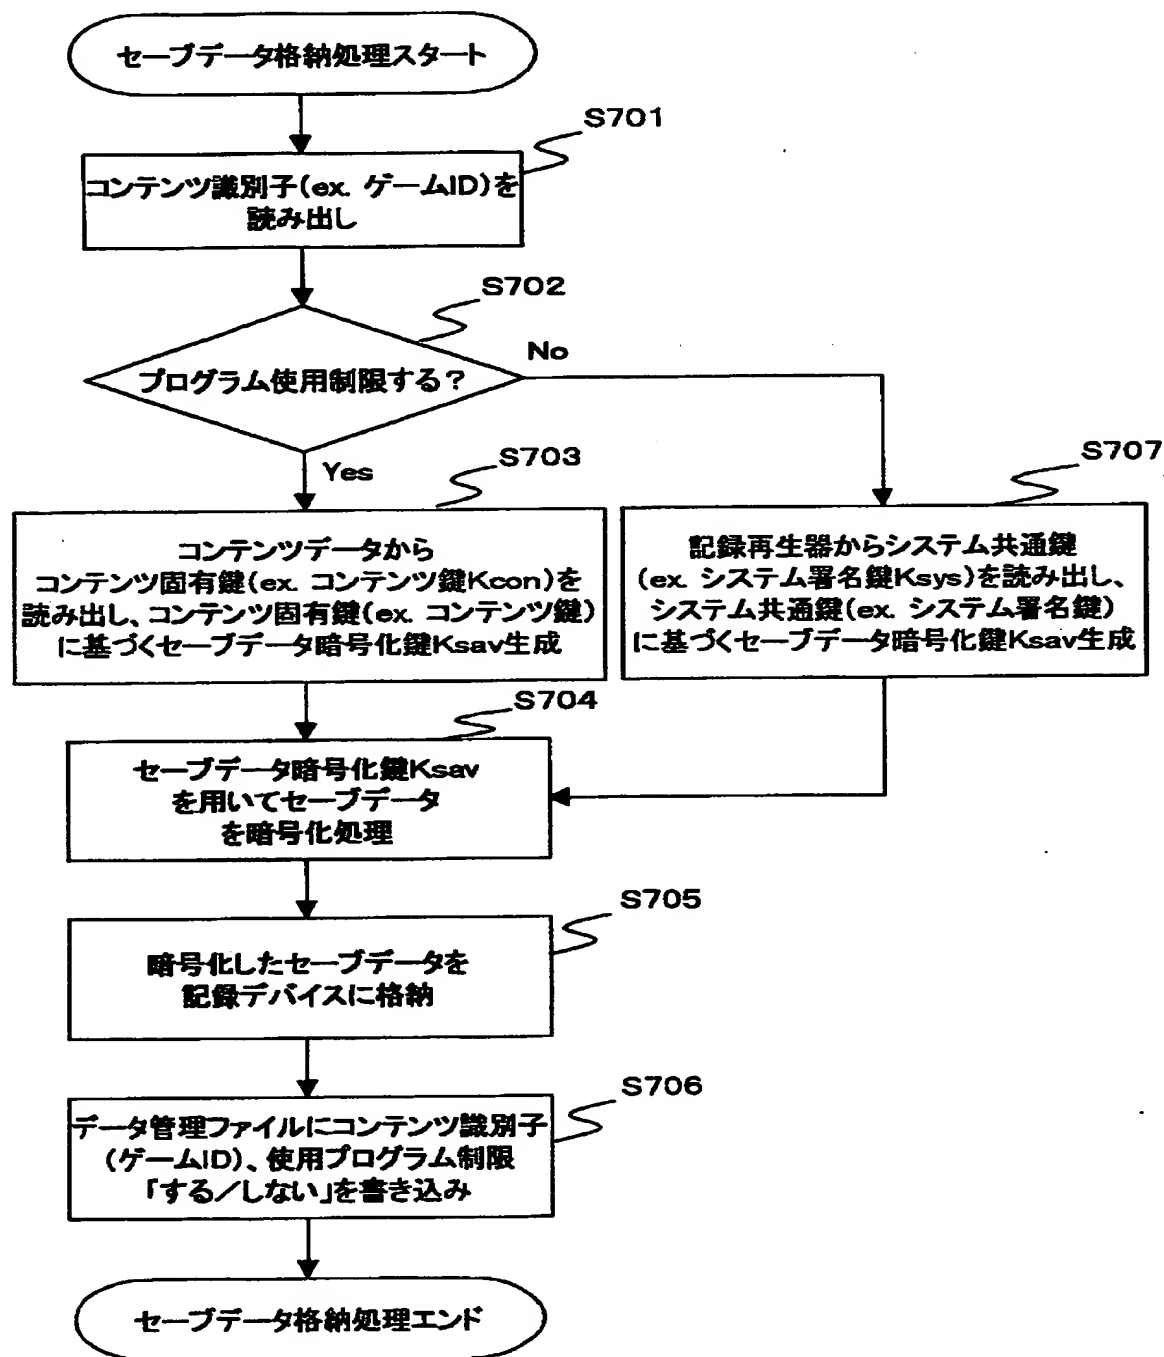 セーブデータ格納処理スタート
S701
コンテンツ識別子(ex. ゲームID)を
読み出し
S702
プログラム使用制限する?
No
Yes
S703
コンテンツデータから
コンテンツ固有鍵(ex. コンテンツ鍵Kcon)を
読み出し、コンテンツ固有鍵(ex. コンテンツ鍵)
に基づくセーブデータ暗号化鍵Ksav生成
S707
記録再生器からシステム共通鍵
(ex. システム署名鍵Ksys)を読み出し、
システム共通鍵(ex. システム署名鍵)
に基づくセーブデータ暗号化鍵Ksav生成
S704
セーブデータ暗号化鍵Ksav
を用いてセーブデータ
を暗号化処理
S705
暗号化したセーブデータを
記録デバイスに格納
S706
データ管理ファイルにコンテンツ識別子
(ゲームID)、使用プログラム制限
「する/しない」を書き込み
セーブデータ格納処理エンド